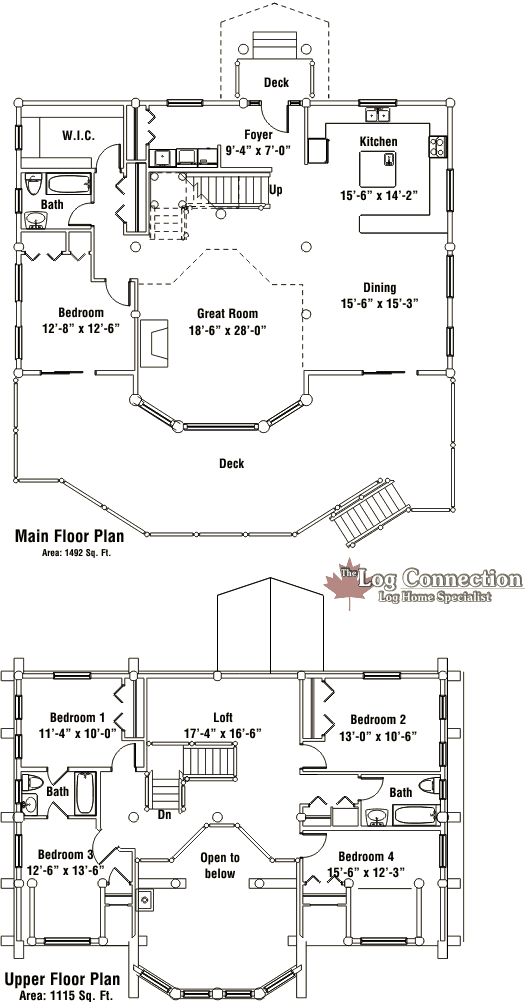 Deck
W.I.C.
Foyer
9'-4" x 7'-0"
Kitchen
15'-6" x 14'-2"
Up
Bath
Bedroom
12'-8" x 12'-6"
Great Room
18'-6" x 28'-0"
Dining
15'-6" x 15'-3"
Deck
Main Floor Plan
Area: 1492 Sq. Ft.
The Log Connection
Log Home Specialist
Bedroom 1
11'-4" x 10'-0"
Loft
17'-4" x 16'-6"
Bedroom 2
13'-0" x 10'-6"
Bath
Dn
Bath
Bedroom 3
12'-6" x 13'-6"
Open to
below
Bedroom 4
15'-6" x 12'-3"
Upper Floor Plan
Area: 1115 Sq. Ft.